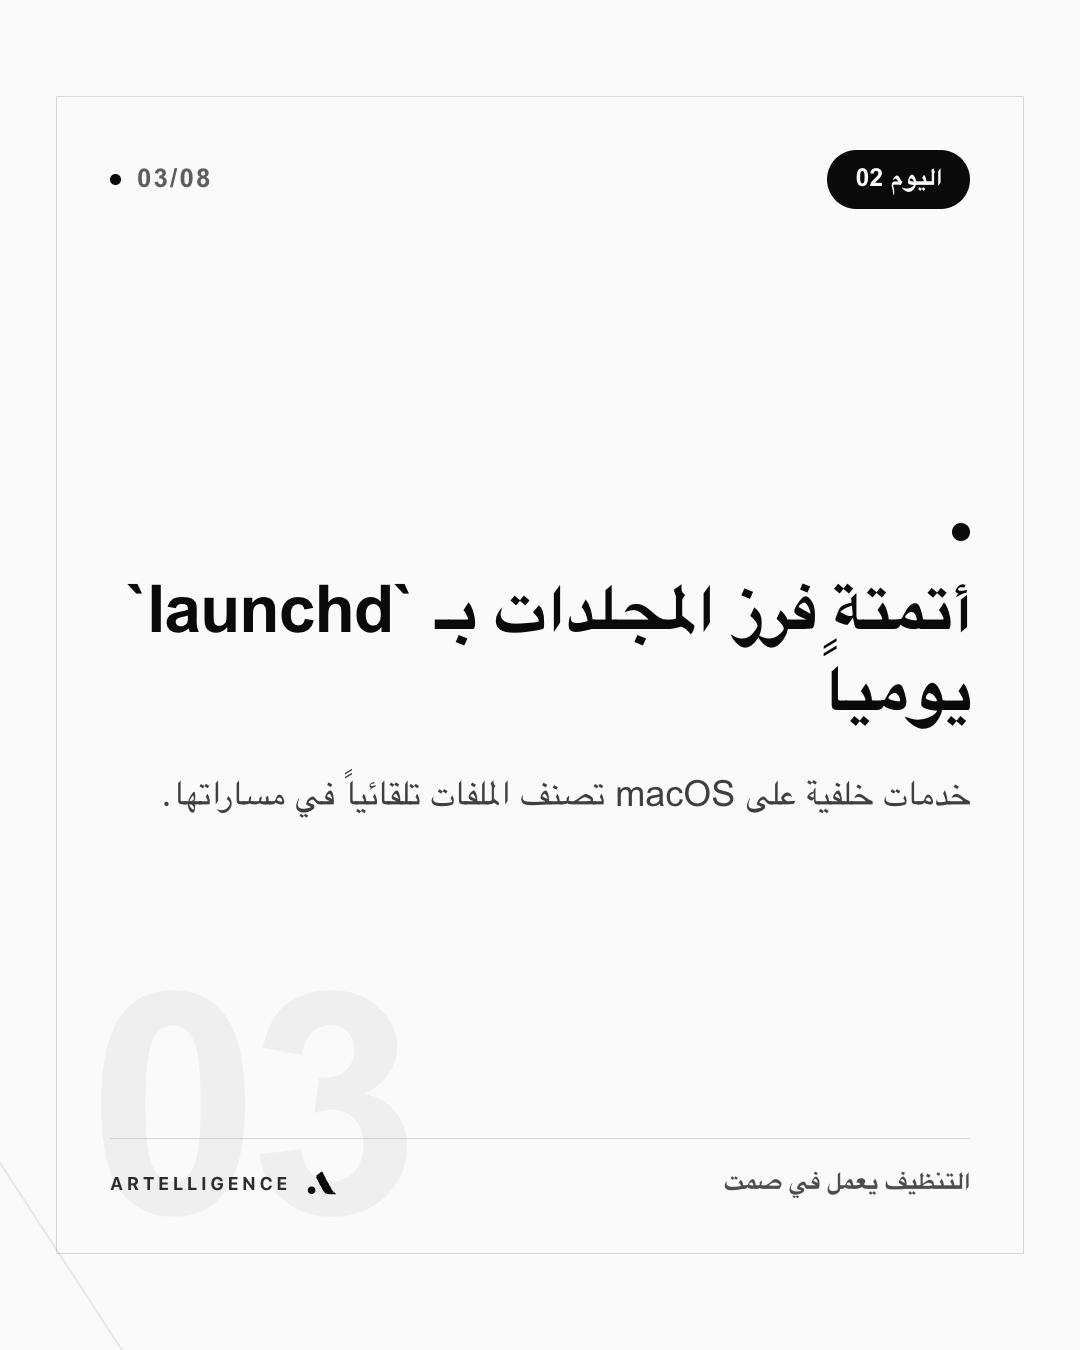 اليوم 02
03/08
أتمتة فرز المجلدات بـ `launchd`
يومياً
خدمات خلفية على macOS تصنف الملفات تلقائياً في مساراتها.
03
التنظيف يعمل في صمت
ARTELLIGENCE